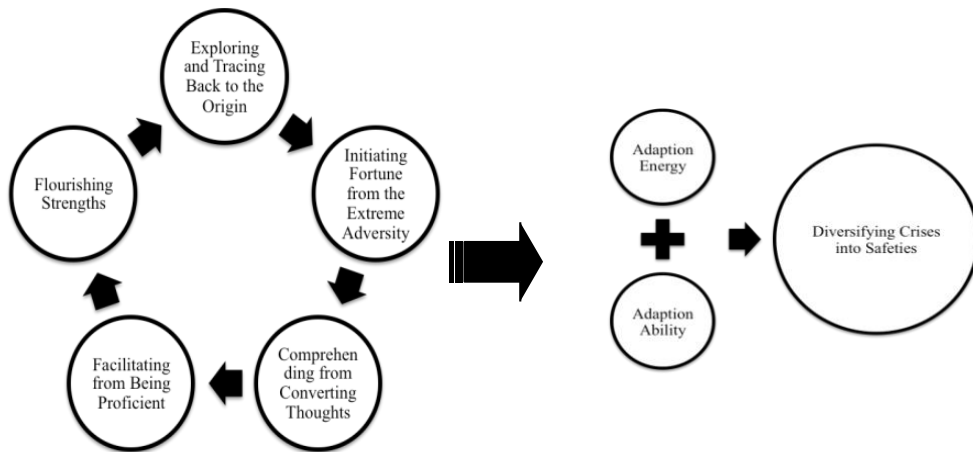 Exploring
and Tracing
Back to the
Origin
Initiating
Fortune
from the
Extreme
Adversity
Comprehen
ding from
Converting
Thoughts
Facilitating
from Being
Proficient
Flourishing
Strengths
Adaption
Energy
Adaption
Ability
Diversifying Crises
into Safeties